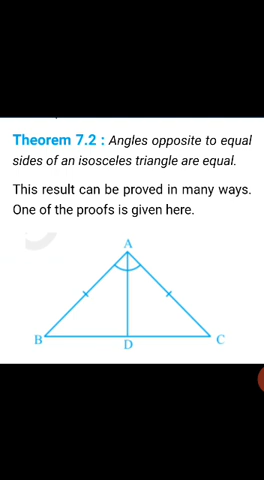 Theorem 7.2 : Angles opposite to equal
sides of an isosceles triangle are equal.
This result can be proved in many ways.
One of the proofs is given here.
A
B
D
C